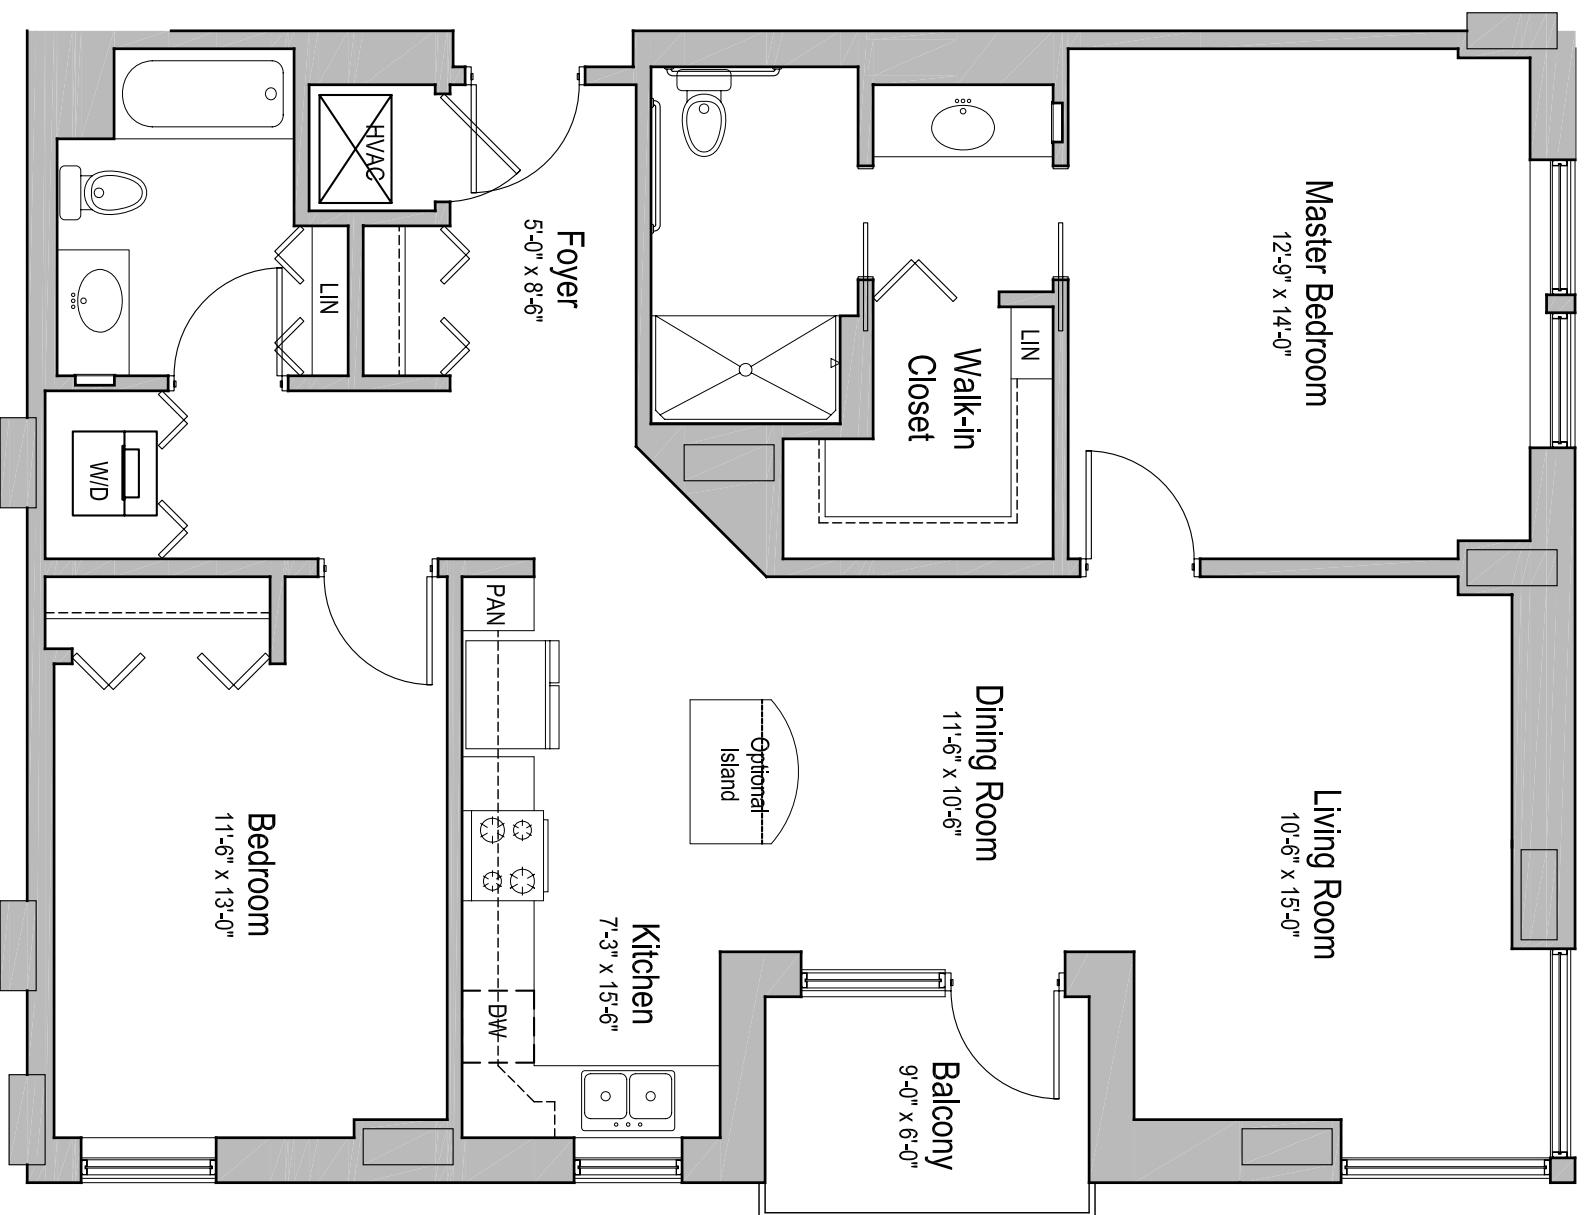 Master Bedroom
12'-9" x 14'-0"
Living Room
10'-6" x 15'-0"
LIN
Walk-in
Closet
Dining Room
11'-6" x 10'-6"
Balcony
9'-0" x 6'-0"
Optional
Island
Foyer
5'-0" x 8'-6"
Kitchen
7'-3" x 15'-6"
PAN
DW
HVAC
LIN
Bedroom
11'-6" x 13'-0"
W/D